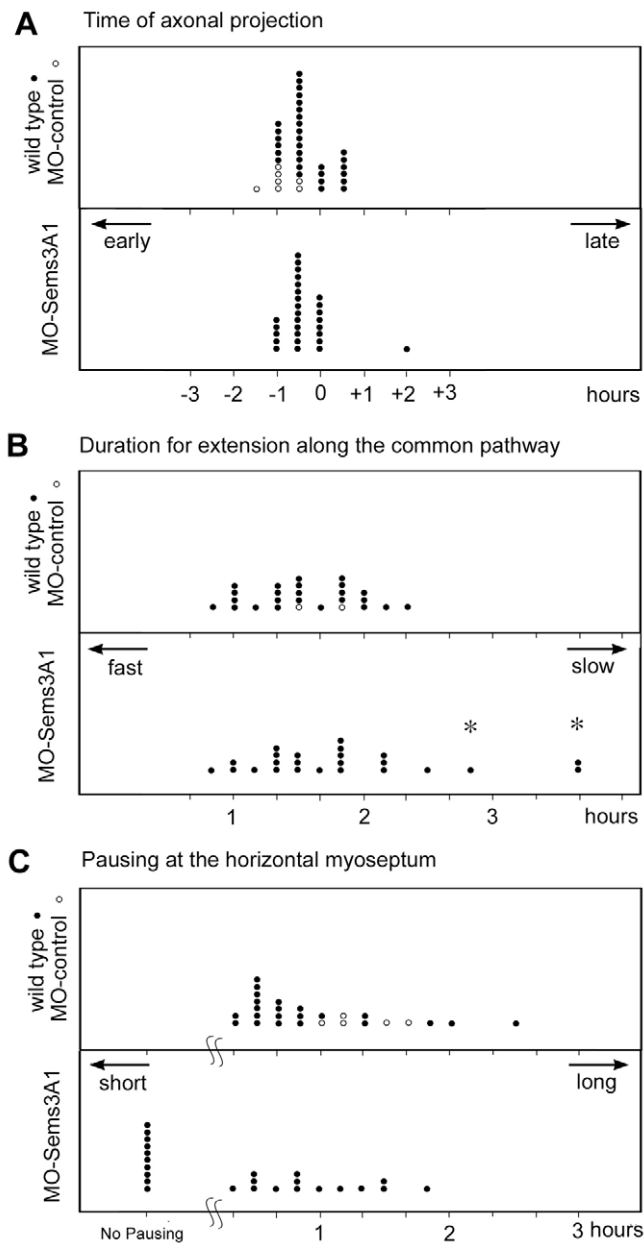 A Time of axonal projection
wild type ●
MO-control ○
early
late
MO-Sems3A1
-3 -2 -1 0 +1 +2 +3 hours
B Duration for extension along the common pathway
wild type ●
MO-control ○
fast
slow
MO-Sems3A1
* *
1 2 3 hours
C Pausing at the horizontal myoseptum
wild type ●
MO-control ○
short
long
MO-Sems3A1
No Pausing 1 2 3 hours